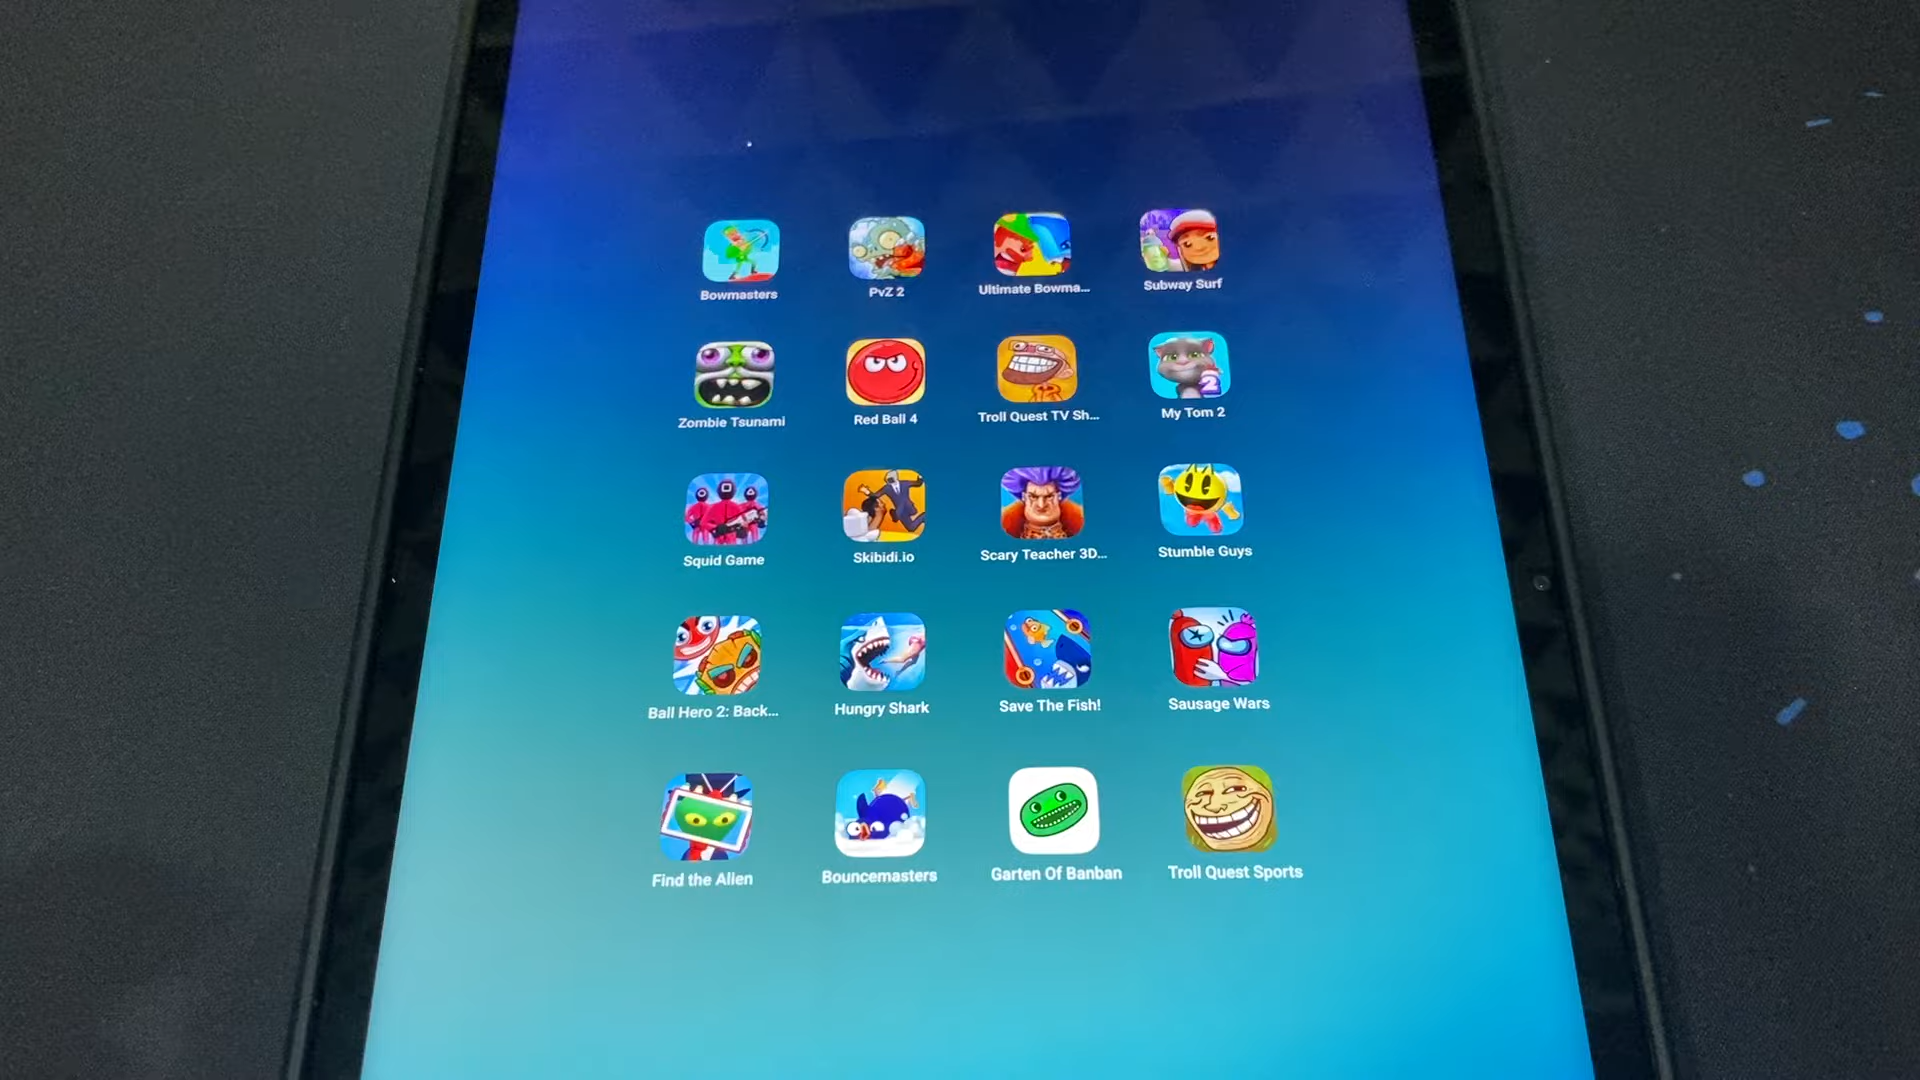 Bowmasters
PvZ 2
Ultimate Bowma...
Subway Surf
Zombie Tsunami
Red Ball 4
Troll Quest TV Sh...
My Tom 2
2
Squid Game
Skibidi.io
Scary Teacher 3D...
Stumble Guys
Ball Hero 2: Back...
Hungry Shark
Save The Fish!
Sausage Wars
Find the Alien
Bouncemasters
Garten Of Banban
Troll Quest Sports